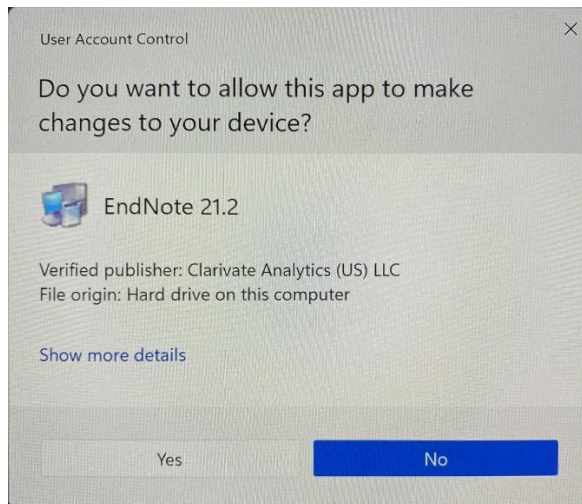 User Account Control
Do you want to allow this app to make
changes to your device?
EndNote 21.2
Verified publisher: Clarivate Analytics (US) LLC
File origin: Hard drive on this computer
Show more details
Yes
No